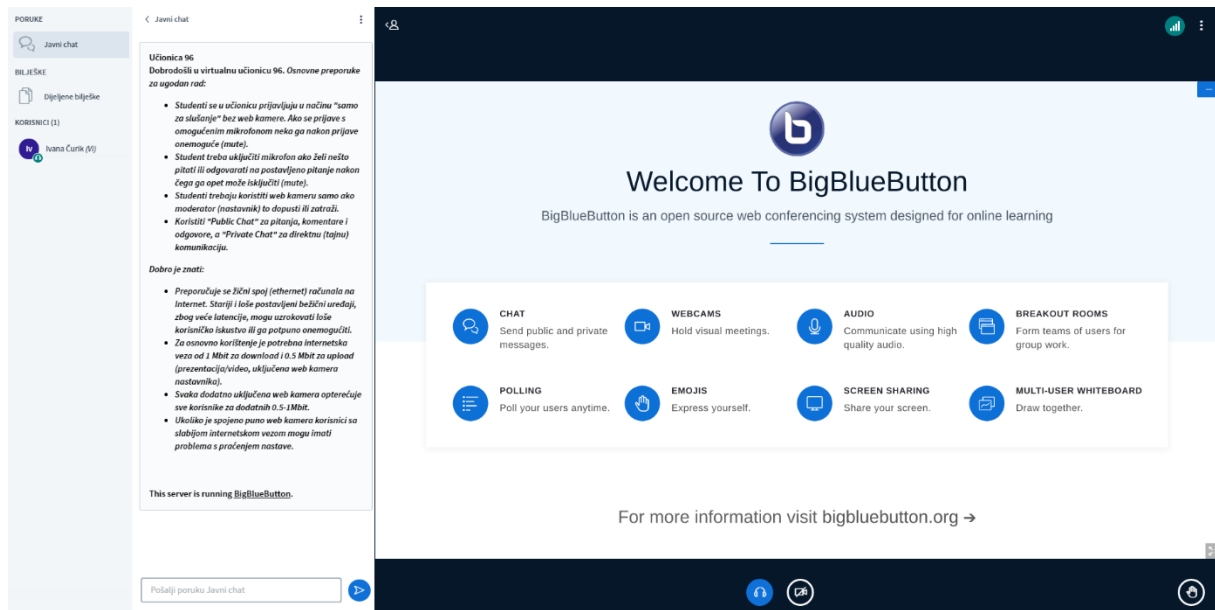 PORUKE
Javni chat
BILJEŠKE
Dijeljene bilješke
KORISNICI (1)
Iv
Ivana Čurik (Vi)
Javni chat
Učionica 96
Dobrodošli u virtualnu učionicu 96. Osnovne preporuke
za ugodan rad:
• Studenti se u učionicu prijavljuju u načinu "samo
za slušanje" bez web kamere. Ako se prijave s
omogućenim mikrofonom neka ga nakon prijave
onemoguće (mute).
• Student treba uključiti mikrofon ako želi nešto
pitati ili odgovarati na postavljeno pitanje nakon
čega ga opet može isključiti (mute).
• Studenti trebaju koristiti web kameru samo ako
moderator (nastavnik) to dopusti ili zatraži.
• Koristiti "Public Chat" za pitanja, komentare i
odgovore, a "Private Chat" za direktnu (tajnu)
komunikaciju.
Dobro je znati:
• Preporučuje se žični spoj (ethernet) računala na
Internet. Stariji i loše postavljeni bežični uređaji,
zbog veće latencije, mogu uzrokovati loše
korisničko iskustvo ili ga potpuno onemogućiti.
• Za osnovno korištenje je potrebna internetska
veza od 1 Mbit za download i 0.5 Mbit za upload
(prezentacija/video, uključena web kamera
nastavnika).
• Svaka dodatno uključena web kamera opterećuje
sve korisnike za dodatnih 0.5-1Mbit.
• Ukoliko je spojeno puno web kamera korisnici sa
slabijom internetskom vezom mogu imati
problema s praćenjem nastave.
This server is running BigBlueButton.
Pošalji poruku Javni chat
b
Welcome To BigBlueButton
BigBlueButton is an open source web conferencing system designed for online learning
CHAT
Send public and private
messages.
WEBCAMS
Hold visual meetings.
AUDIO
Communicate using high
quality audio.
BREAKOUT ROOMS
Form teams of users for
group work.
POLLING
Poll your users anytime.
EMOJIS
Express yourself.
SCREEN SHARING
Share your screen.
MULTI-USER WHITEBOARD
Draw together.
For more information visit bigbluebutton.org →